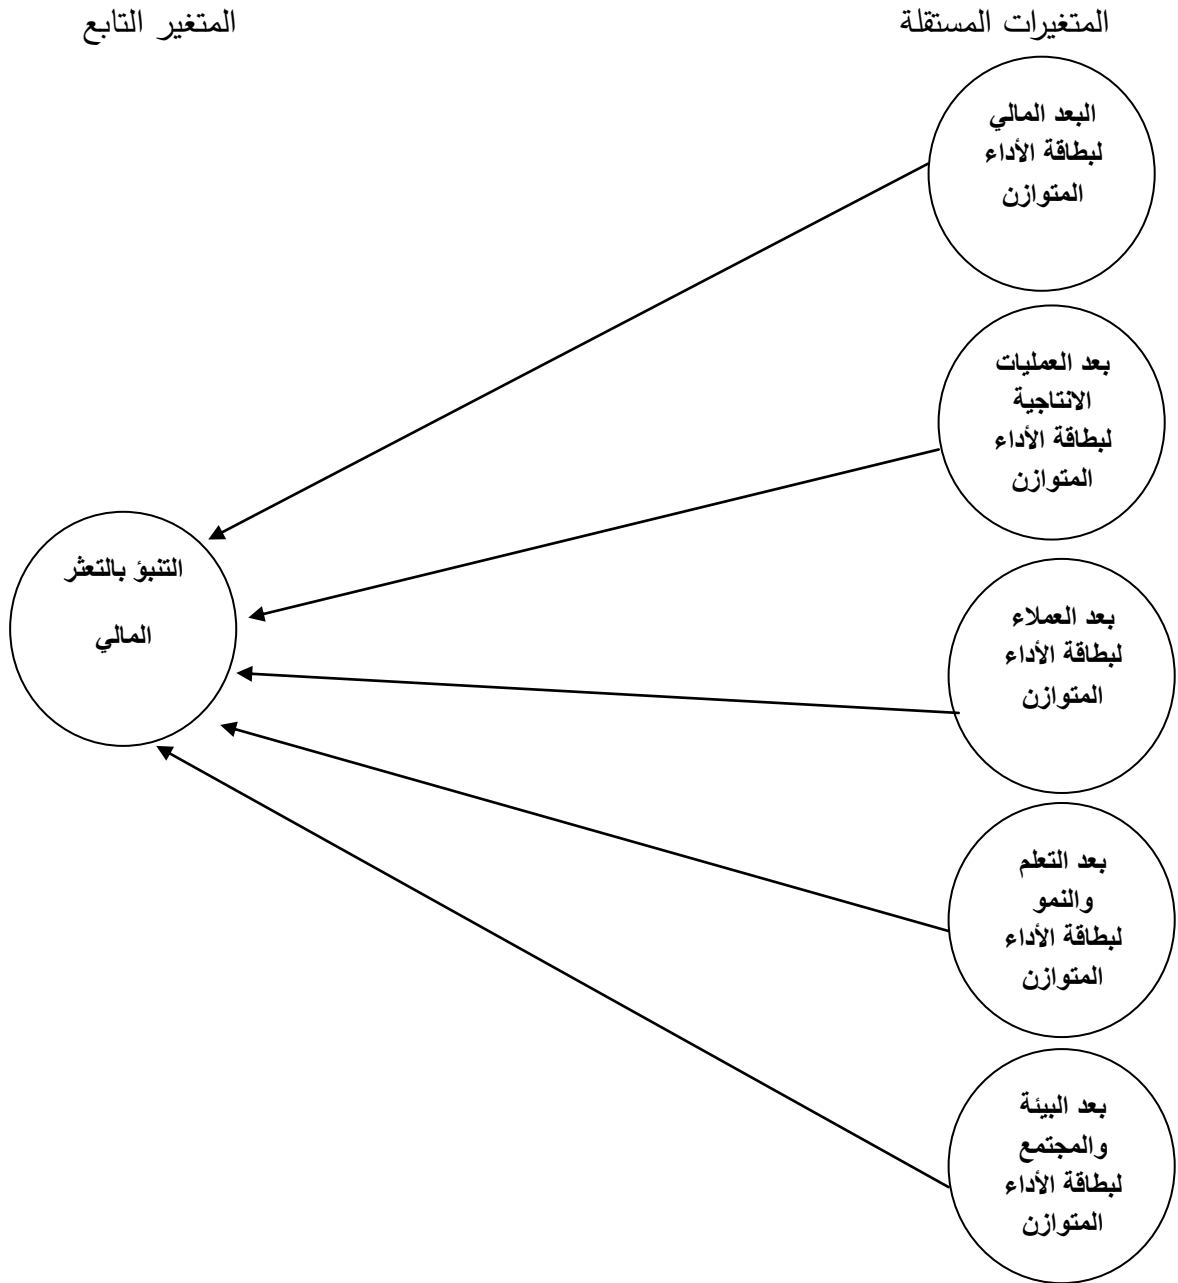 المتغيرات المستقلة
المتغير التابع
البعد المالي
لبطاقة الأداء
المتوازن
بعد العمليات
الانتاجية
لبطاقة الأداء
المتوازن
بعد العملاء
لبطاقة الأداء
المتوازن
بعد التعلم
والنمو
لبطاقة الأداء
المتوازن
بعد البيئة
والمجتمع
لبطاقة الأداء
المتوازن
التنبؤ بالتعثر
المالي